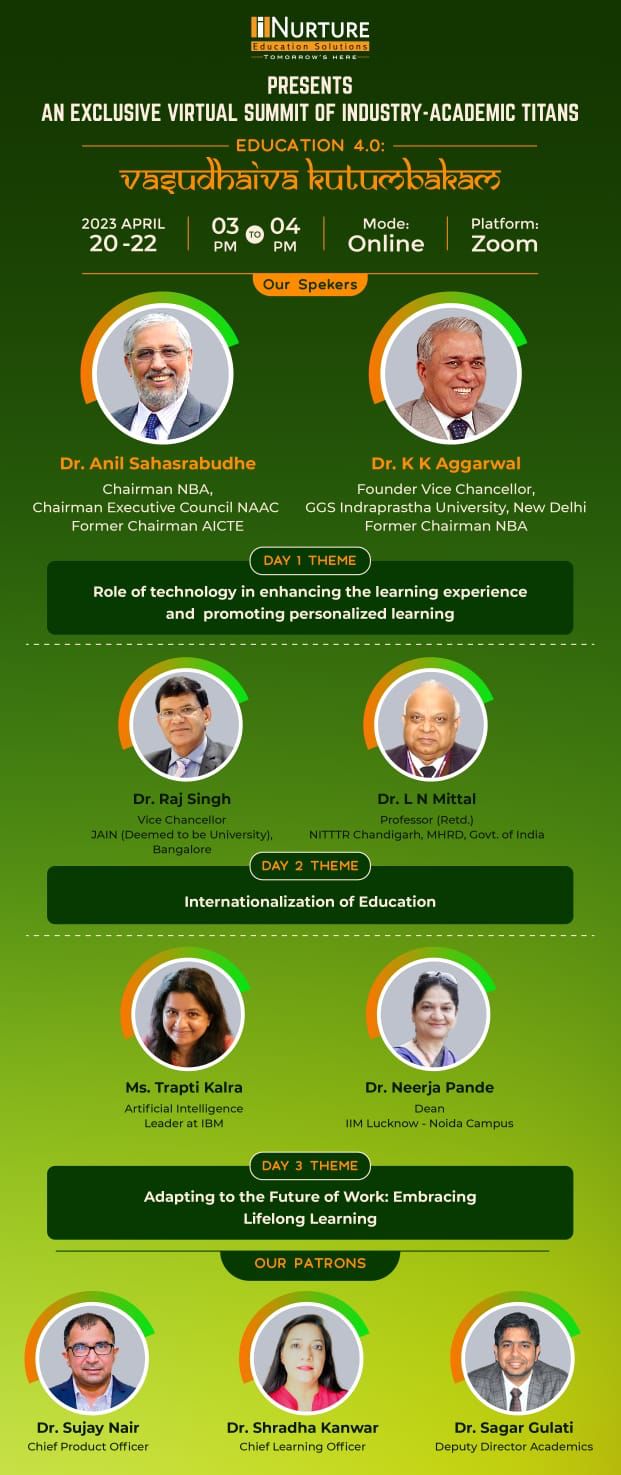 iNURTURE
Education Solutions
TOMORROW'S HERE
PRESENTS
AN EXCLUSIVE VIRTUAL SUMMIT OF INDUSTRY-ACADEMIC TITANS
EDUCATION 4.0:
vasudhaiva kutumbakam
2023 APRIL
20 -22
03 PM TO 04 PM
Mode:
Online
Platform:
Zoom
Our Spekers
Dr. Anil Sahasrabudhe
Chairman NBA,
Chairman Executive Council NAAC
Former Chairman AICTE
Dr. K K Aggarwal
Founder Vice Chancellor,
GGS Indraprastha University, New Delhi
Former Chairman NBA
DAY 1 THEME
Role of technology in enhancing the learning experience
and promoting personalized learning
Dr. Raj Singh
Vice Chancellor
JAIN (Deemed to be University),
Bangalore
Dr. L N Mittal
Professor (Retd.)
NITTTR Chandigarh, MHRD, Govt. of India
DAY 2 THEME
Internationalization of Education
Ms. Trapti Kalra
Artificial Intelligence
Leader at IBM
Dr. Neerja Pande
Dean
IIM Lucknow - Noida Campus
DAY 3 THEME
Adapting to the Future of Work: Embracing
Lifelong Learning
OUR PATRONS
Dr. Sujay Nair
Chief Product Officer
Dr. Shradha Kanwar
Chief Learning Officer
Dr. Sagar Gulati
Deputy Director Academics